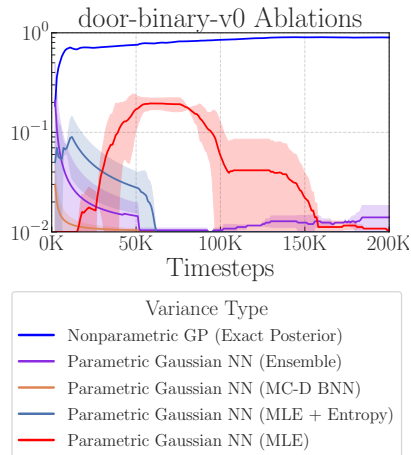 door-binary-v0 Ablations
10^0
10^{-1}
10^{-2}
0K 50K 100K 150K 200K
Timesteps
Variance Type
Nonparametric GP (Exact Posterior)
Parametric Gaussian NN (Ensemble)
Parametric Gaussian NN (MC-D BNN)
Parametric Gaussian NN (MLE + Entropy)
Parametric Gaussian NN (MLE)